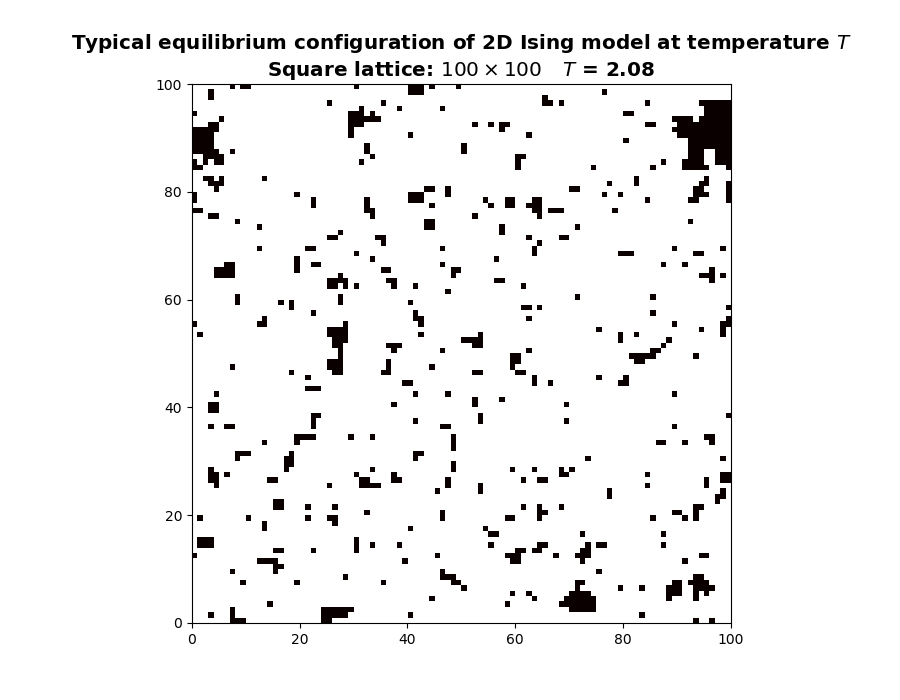 Typical equilibrium configuration of 2D Ising model at temperature T
Square lattice: 100 × 100 T = 2.08
100
80
60
40
20
0
0 20 40 60 80 100